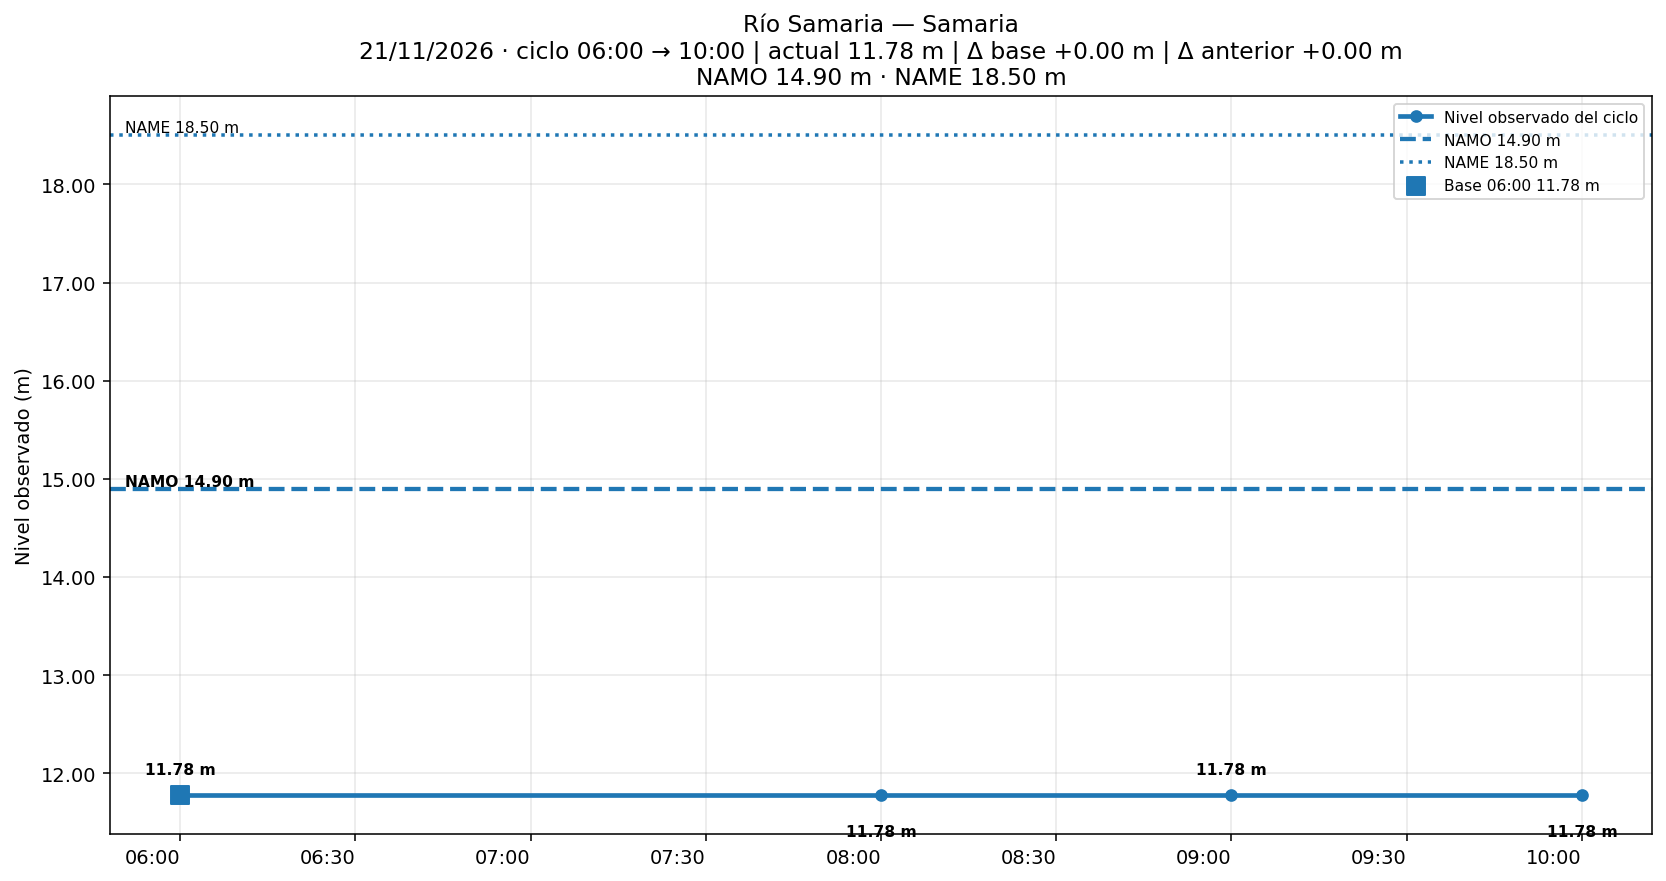 Río Samaria — Samaria
21/11/2026 · ciclo 06:00 → 10:00 | actual 11.78 m | Δ base +0.00 m | Δ anterior +0.00 m
NAMO 14.90 m · NAME 18.50 m
NAME 18.50 m
Nivel observado del ciclo
NAMO 14.90 m
NAME 18.50 m
Base 06:00 11.78 m
18.00
17.00
16.00
15.00
NAMO 14.90 m
14.00
13.00
12.00
Nivel observado (m)
11.78 m
11.78 m
11.78 m
11.78 m
06:00
06:30
07:00
07:30
08:00
08:30
09:00
09:30
10:00